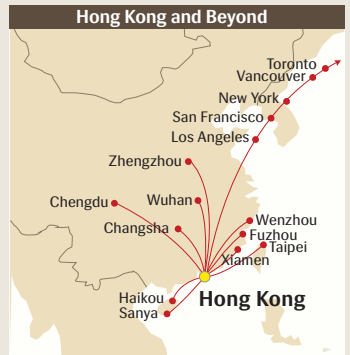 Hong Kong and Beyond
Toronto
Vancouver
New York
San Francisco
Los Angeles
Zhengzhou
Chengdu
Wuhan
Changsha
Wenzhou
Fuzhou
Taipei
Xiamen
Haikou
Hong Kong
Sanya